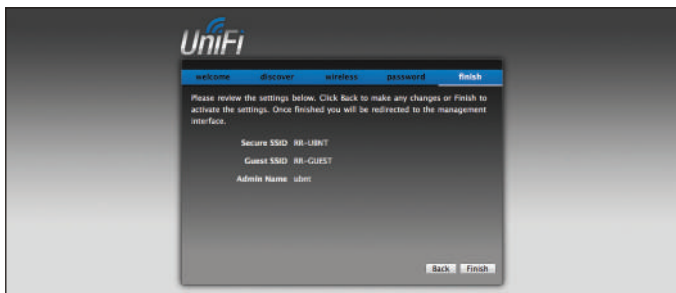 UniFi
welcome discover wireless password finish
Please review the settings below. Click Back to make any changes or Finish to
activate the settings. Once finished you will be redirected to the management
interface.
Secure SSID RR-UBNT
Guest SSID RR-GUEST
Admin Name ubnt
Back Finish